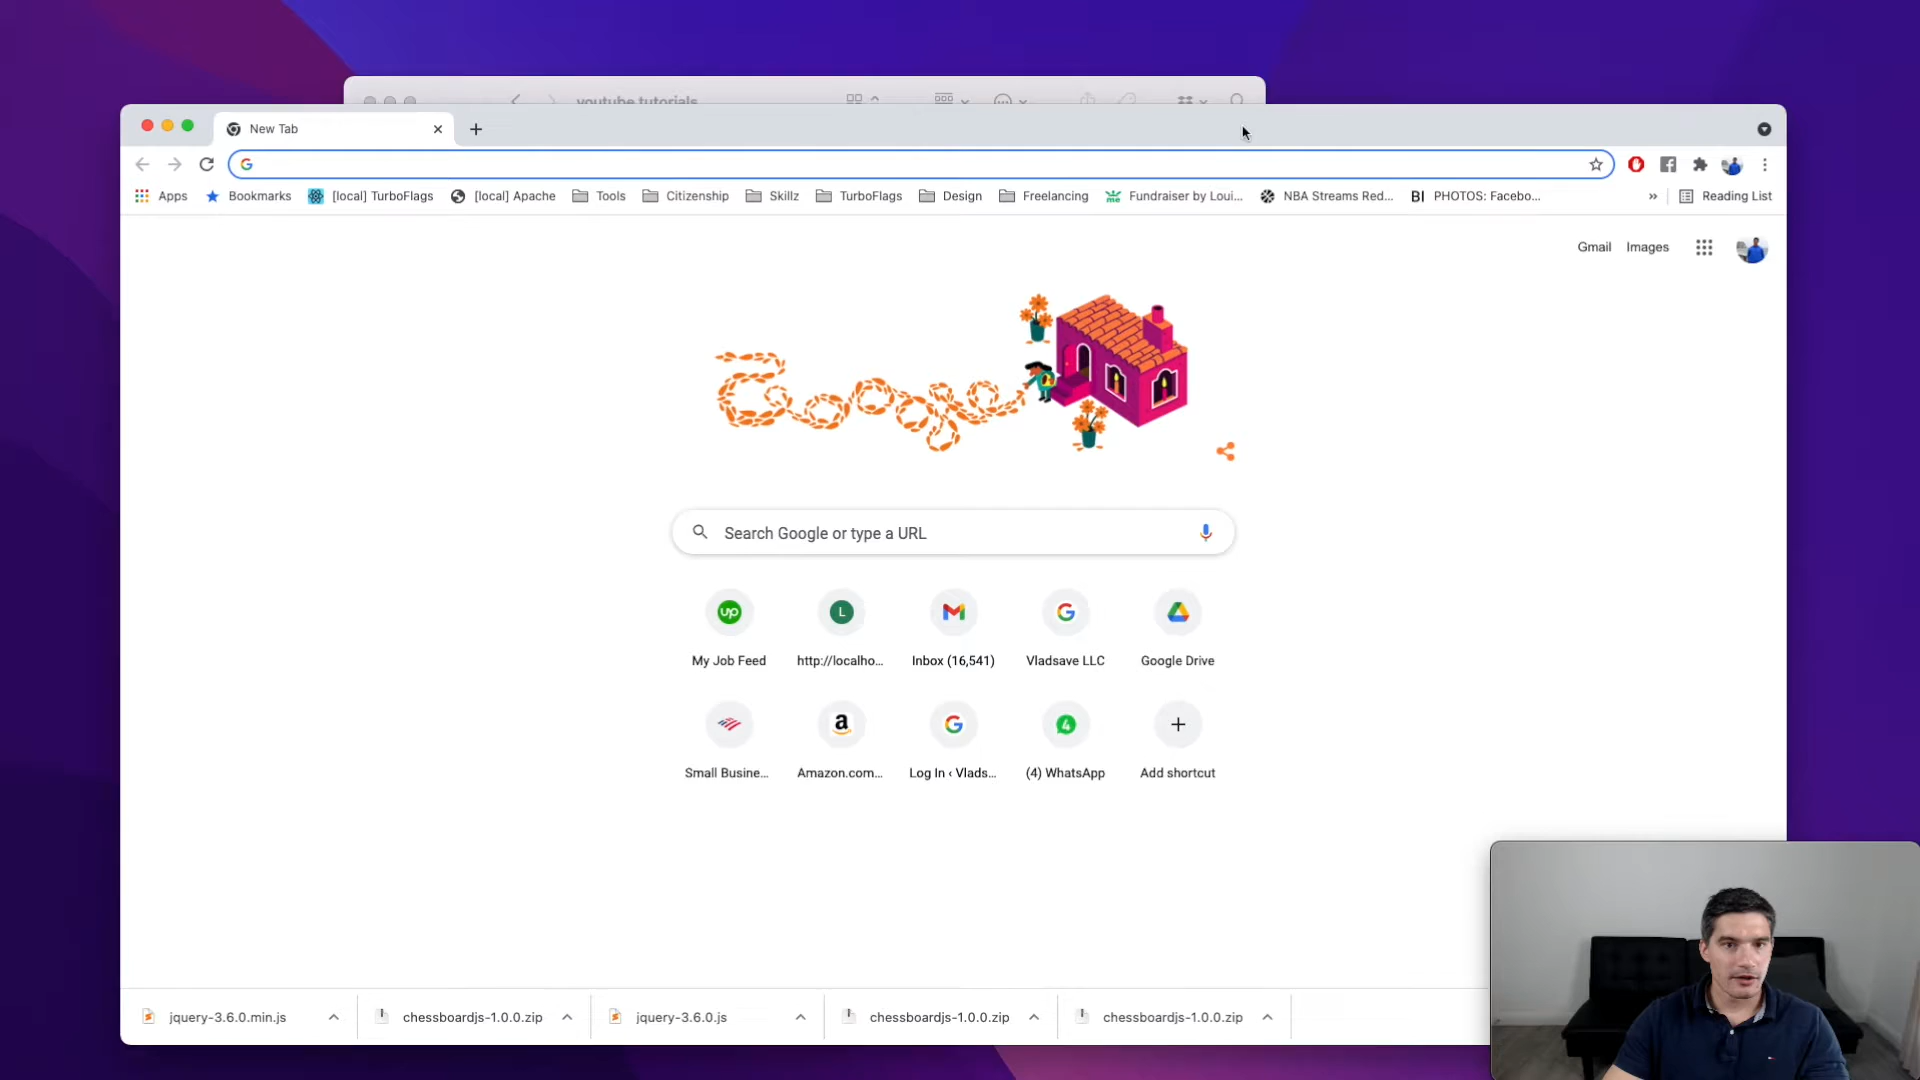 youtube tutorials
New Tab
Apps
Bookmarks
[local] TurboFlags
[local] Apache
Tools
Citizenship
Skillz
TurboFlags
Design
Freelancing
Fundraiser by Loui...
NBA Streams Red...
BI PHOTOS: Facebo...
Reading List
Gmail
Images
Google
Search Google or type a URL
up
My Job Feed
L
http://localho...
Inbox (16,541)
Vladsave LLC
Google Drive
Small Busine...
a
Amazon.com...
Log In ‹ Vlads...
4
(4) WhatsApp
Add shortcut
jquery-3.6.0.min.js
chessboardjs-1.0.0.zip
jquery-3.6.0.js
chessboardjs-1.0.0.zip
chessboardjs-1.0.0.zip